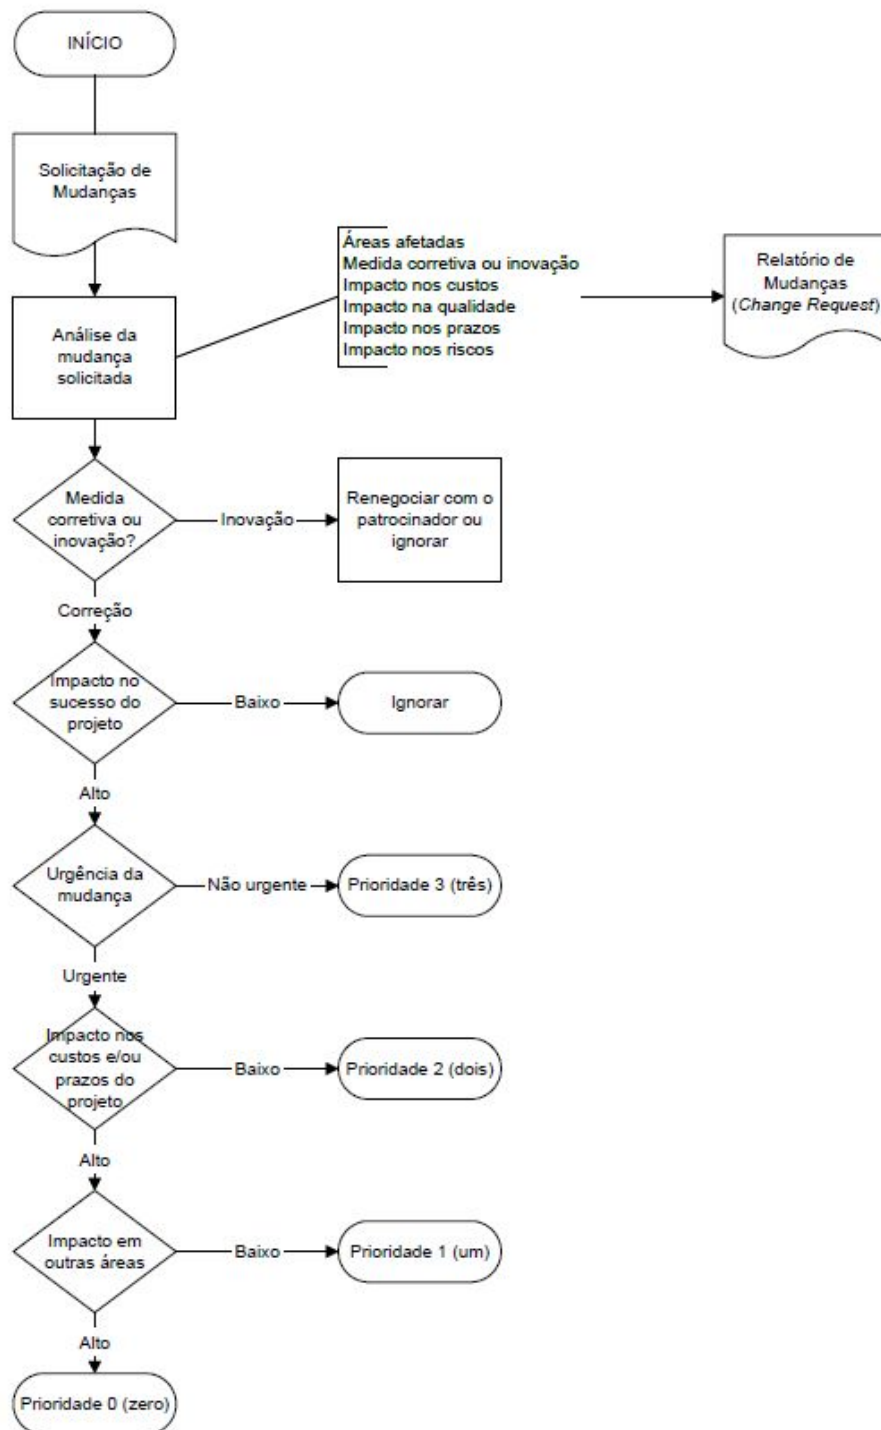 INÍCIO
Solicitação de
Mudanças
Áreas afetadas
Medida corretiva ou inovação
Impacto nos custos
Impacto na qualidade
Impacto nos prazos
Impacto nos riscos
Relatório de
Mudanças
(Change Request)
Análise da
mudança
solicitada
Medida
corretiva ou
inovação?
Inovação
Renegociar com o
patrocinador ou
ignorar
Correção
Impacto no
sucesso do
projeto
Baixo
Ignorar
Alto
Urgência da
mudança
Não urgente
Prioridade 3 (três)
Urgente
Impacto nos
custos e/ou
prazos do
projeto
Baixo
Prioridade 2 (dois)
Alto
Impacto em
outras áreas
Baixo
Prioridade 1 (um)
Alto
Prioridade 0 (zero)